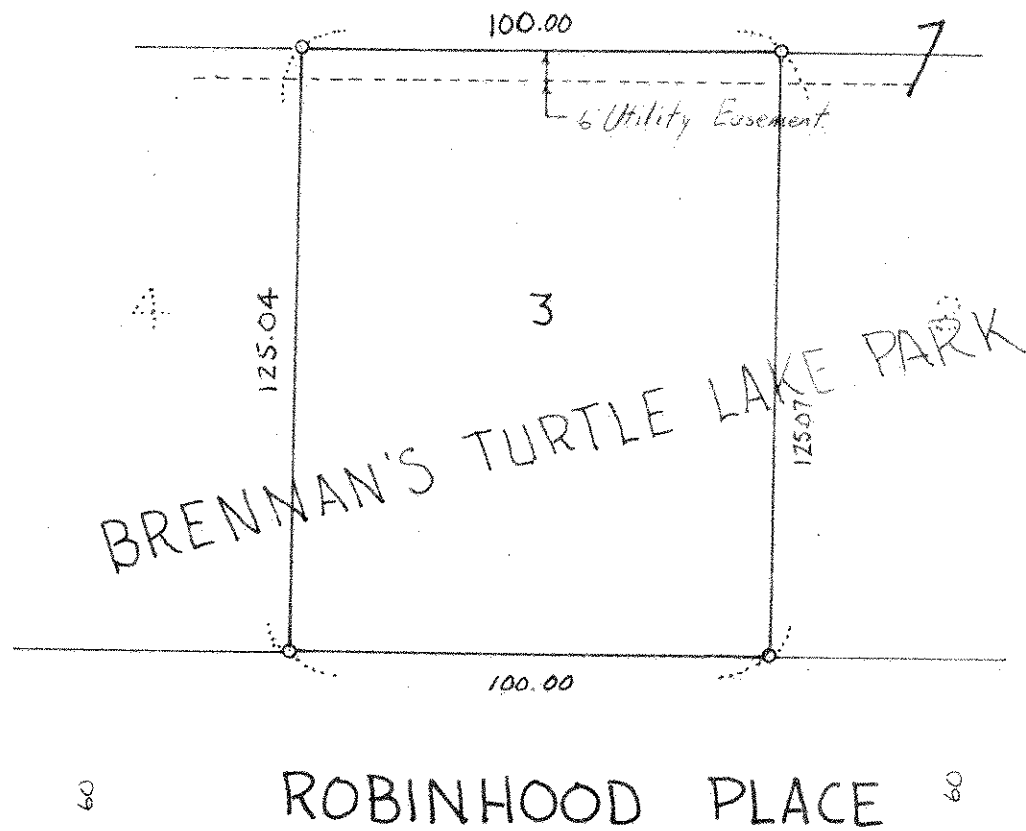 100.00
6' Utility Easement
4
3
125.04
125.07
BRENNAN'S TURTLE LAKE PARK
100.00
60
ROBINHOOD PLACE
60